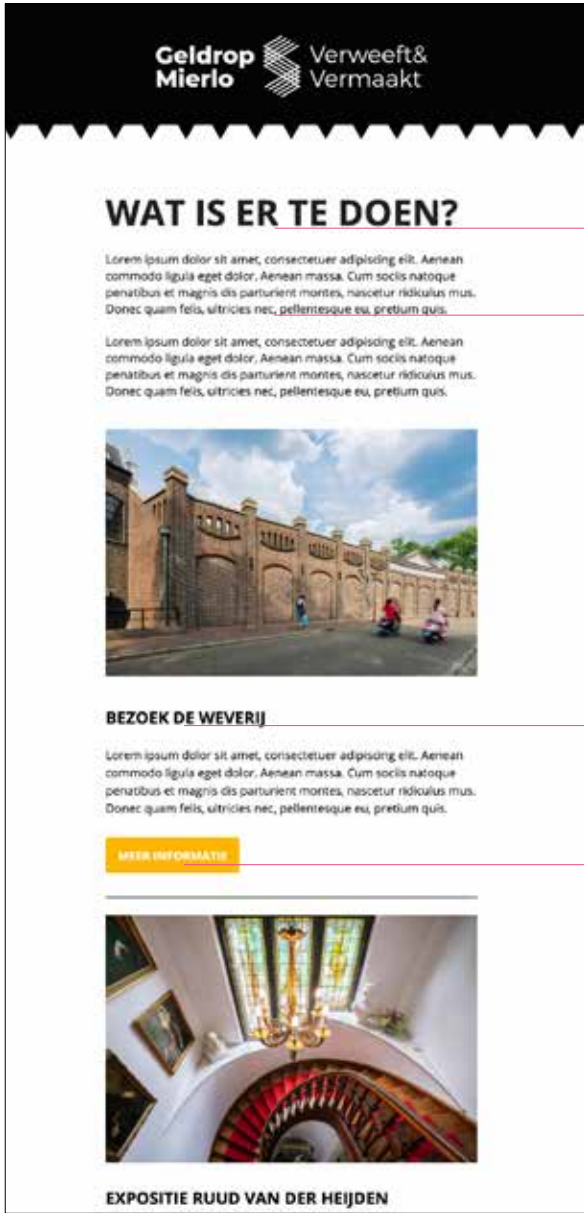 Geldrop Mierlo
Verweeft& Vermaakt
WAT IS ER TE DOEN?
Lorem ipsum dolor sit amet, consectetuer adipiscing elit. Aenean
commodo ligula eget dolor. Aenean massa. Cum sociis natoque
penatibus et magnis dis parturient montes, nascetur ridiculus mus.
Donec quam felis, ultricies nec, pellentesque eu, pretium quis.
Lorem ipsum dolor sit amet, consectetuer adipiscing elit. Aenean
commodo ligula eget dolor. Aenean massa. Cum sociis natoque
penatibus et magnis dis parturient montes, nascetur ridiculus mus.
Donec quam felis, ultricies nec, pellentesque eu, pretium quis.
BEZOEK DE WEVERIJ
Lorem ipsum dolor sit amet, consectetuer adipiscing elit. Aenean
commodo ligula eget dolor. Aenean massa. Cum sociis natoque
penatibus et magnis dis parturient montes, nascetur ridiculus mus.
Donec quam felis, ultricies nec, pellentesque eu, pretium quis.
MEER INFORMATIE
EXPOSITIE RUUD VAN DER HEIJDEN